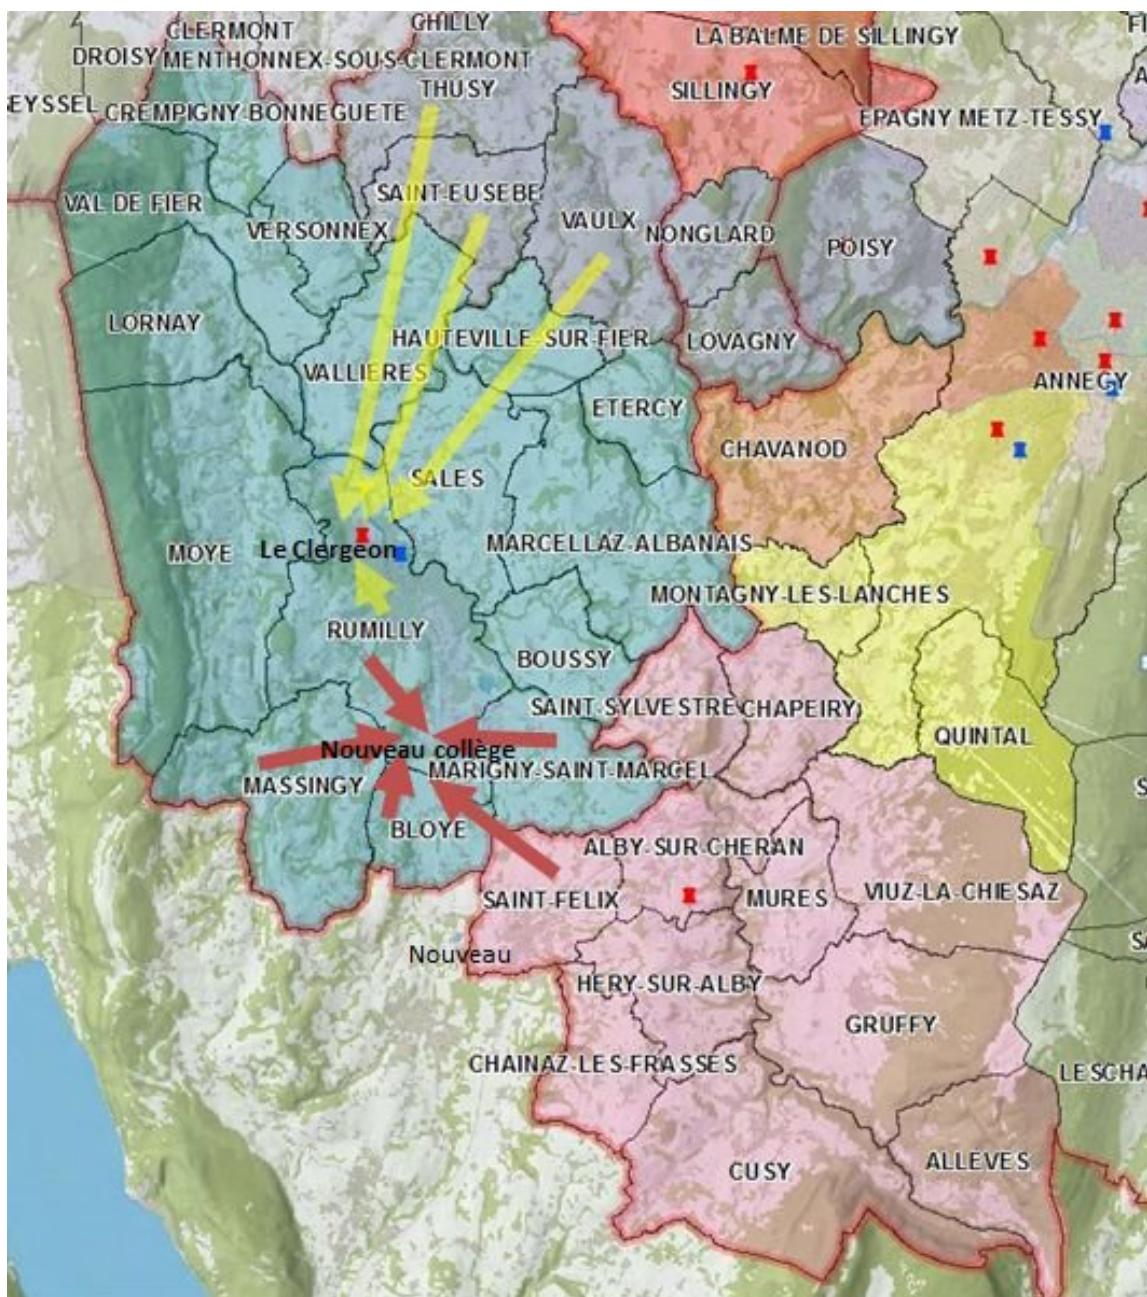 CLERMONT
CHILLY
DROISY
MENTHONNEX-SOUS-CLERMONT
LA BALME DE SILLINGY
THUSY
SILLINGY
EYSSEL
CREMPIGNY-BONNEGUETE
EPAGNY METZ-TESSY
SAINT-EUSEBE
VAL DE FIER
VERSONNEX
VAULX
NONGLARD
POISY
LORNAY
HAUTEVILLE-SUR-FIER
LOVAGNY
VALLIERES
ANNECY
ETERCY
CHAVANOD
SALES
MOYE
Le Clergeon
MARCELLAZ-ALBANAIS
MONTAGNY-LES-LANCHES
RUMILLY
BOUSSY
SAINT-SYLVESTRE
CHAPEIRY
QUINTAL
Nouveau collège
MASSINGY
MARIGNY-SAINT-MARCEL
BLOYE
ALBY-SUR-CHERAN
SAINT-FELIX
MURES
VIUZ-LA-CHIESAZ
Nouveau
HERY-SUR-ALBY
GRUFFY
CHAINAZ-LES-FRASSES
LESCHA
CUSY
ALLEVES